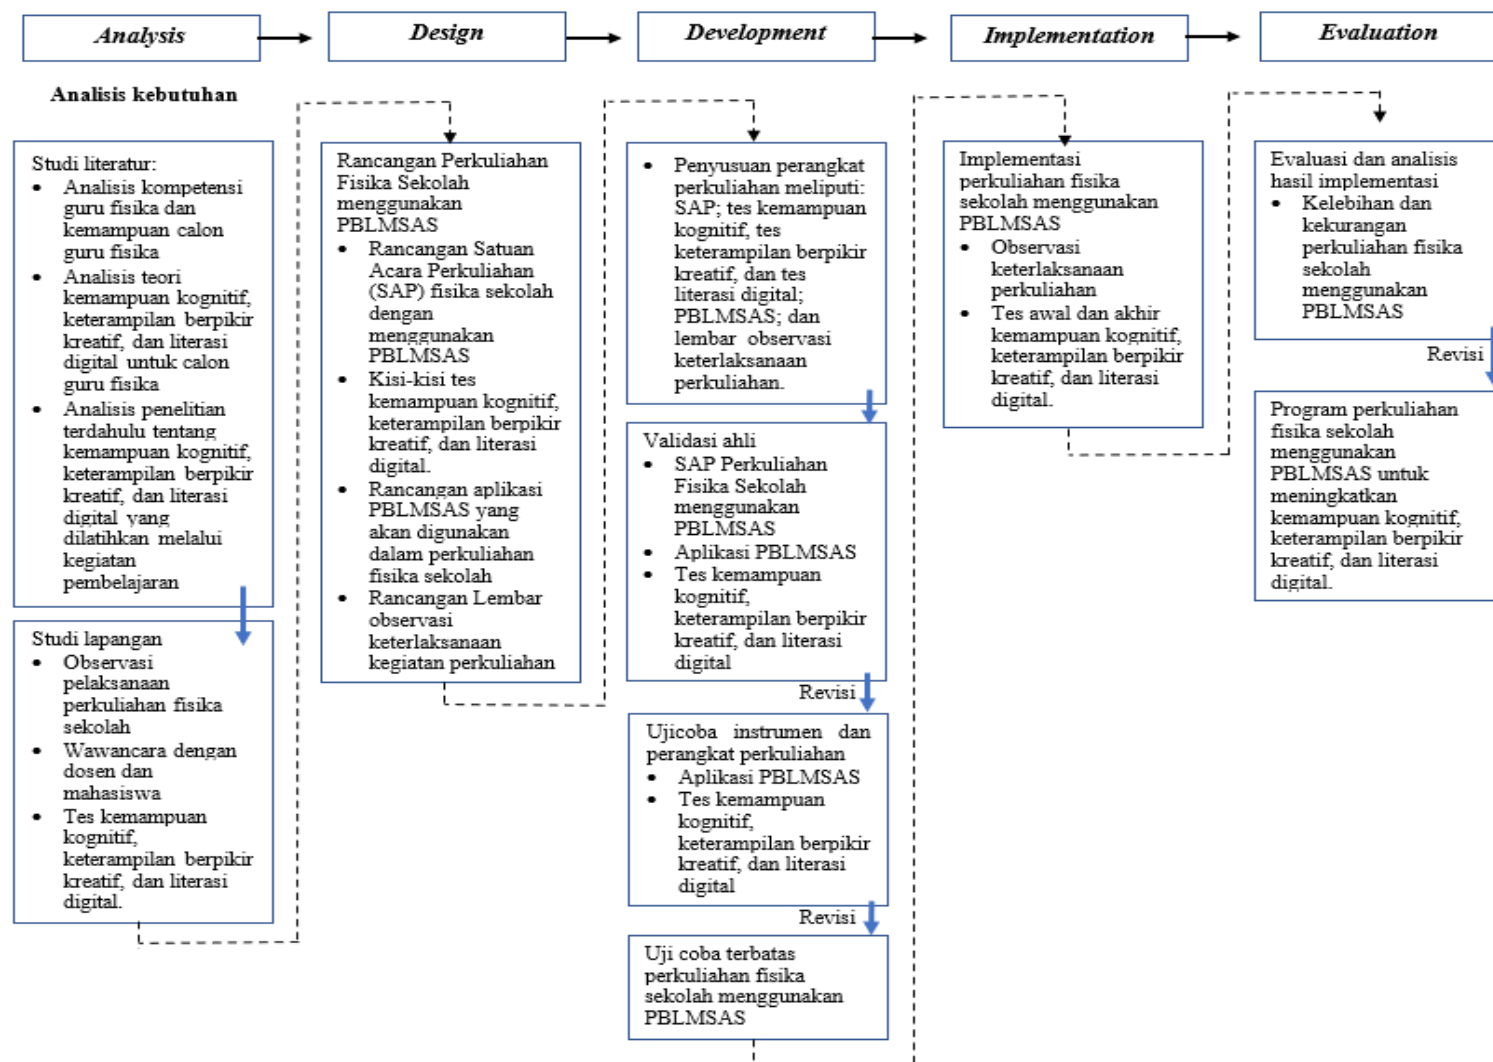 Analysis
Design
Development
Implementation
Evaluation
Analisis kebutuhan
Studi literatur:
• Analisis kompetensi
guru fisika dan
kemampuan calon
guru fisika
• Analisis teori
kemampuan kognitif,
keterampilan berpikir
kreatif, dan literasi
digital untuk calon
guru fisika
• Analisis penelitian
terdahulu tentang
kemampuan kognitif,
keterampilan berpikir
kreatif, dan literasi
digital yang
dilatihkan melalui
kegiatan
pembelajaran
Studi lapangan
• Observasi
pelaksanaan
perkuliahan fisika
sekolah
• Wawancara dengan
dosen dan
mahasiswa
• Tes kemampuan
kognitif,
keterampilan berpikir
kreatif, dan literasi
digital.
Rancangan Perkuliahan
Fisika Sekolah
menggunakan
PBLMSAS
• Rancangan Satuan
Acara Perkuliahan
(SAP) fisika sekolah
dengan
menggunakan
PBLMSAS
• Kisi-kisi tes
kemampuan kognitif,
keterampilan berpikir
kreatif, dan literasi
digital.
• Rancangan aplikasi
PBLMSAS yang
akan digunakan
dalam perkuliahan
fisika sekolah
• Rancangan Lembar
observasi
keterlaksanaan
kegiatan perkuliahan
• Penyusuan perangkat
perkuliahan meliputi:
SAP; tes kemampuan
kognitif, tes
keterampilan berpikir
kreatif, dan tes
literasi digital;
PBLMSAS; dan
lembar observasi
keterlaksanaan
perkuliahan.
Validasi ahli
• SAP Perkuliahan
Fisika Sekolah
menggunakan
PBLMSAS
• Aplikasi PBLMSAS
• Tes kemampuan
kognitif,
keterampilan berpikir
kreatif, dan literasi
digital
Revisi
Ujicoba instrumen dan
perangkat perkuliahan
• Aplikasi PBLMSAS
• Tes kemampuan
kognitif,
keterampilan berpikir
kreatif, dan literasi
digital
Revisi
Uji coba terbatas
perkuliahan fisika
sekolah menggunakan
PBLMSAS
Implementasi
perkuliahan fisika
sekolah menggunakan
PBLMSAS
• Observasi
keterlaksanaan
perkuliahan
• Tes awal dan akhir
kemampuan kognitif,
keterampilan berpikir
kreatif, dan literasi
digital.
Evaluasi dan analisis
hasil implementasi
• Kelebihan dan
kekurangan
perkuliahan fisika
sekolah
menggunakan
PBLMSAS
Revisi
Program perkuliahan
fisika sekolah
menggunakan
PBLMSAS untuk
meningkatkan
kemampuan kognitif,
keterampilan berpikir
kreatif, dan literasi
digital.